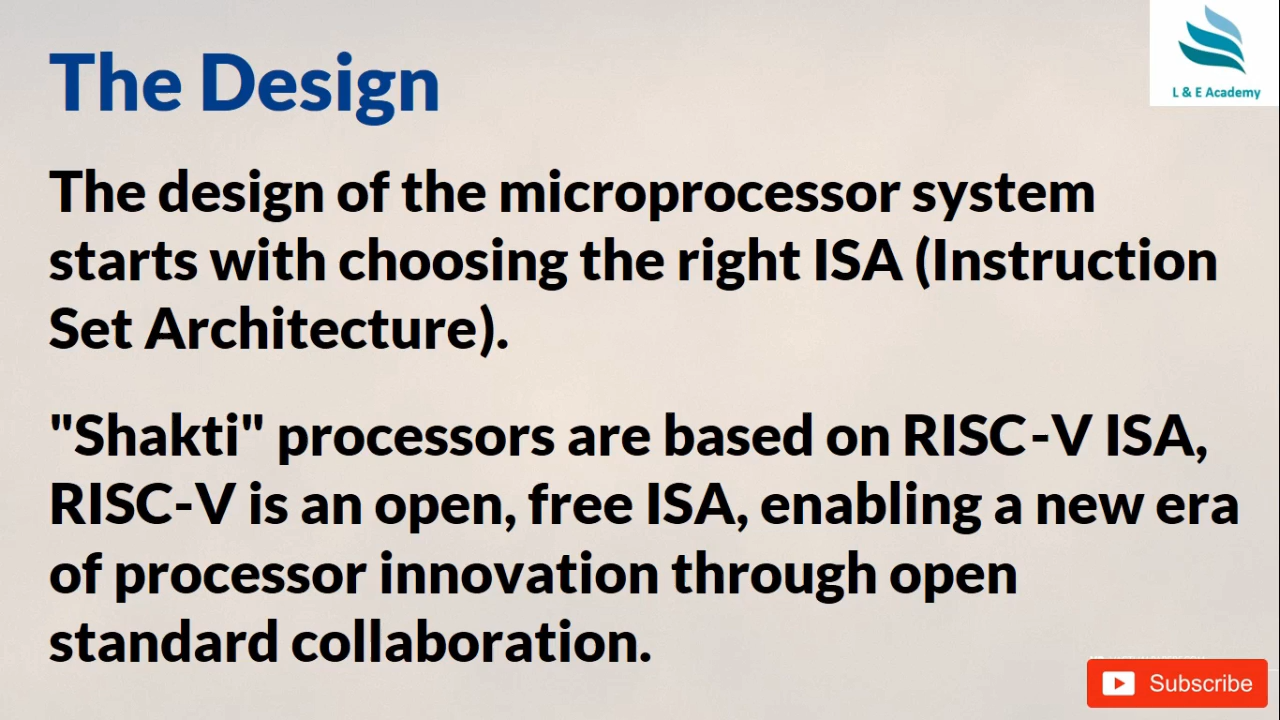 The Design
L & E Academy
The design of the microprocessor system
starts with choosing the right ISA (Instruction
Set Architecture).
"Shakti" processors are based on RISC-V ISA,
RISC-V is an open, free ISA, enabling a new era
of processor innovation through open
standard collaboration.
Subscribe